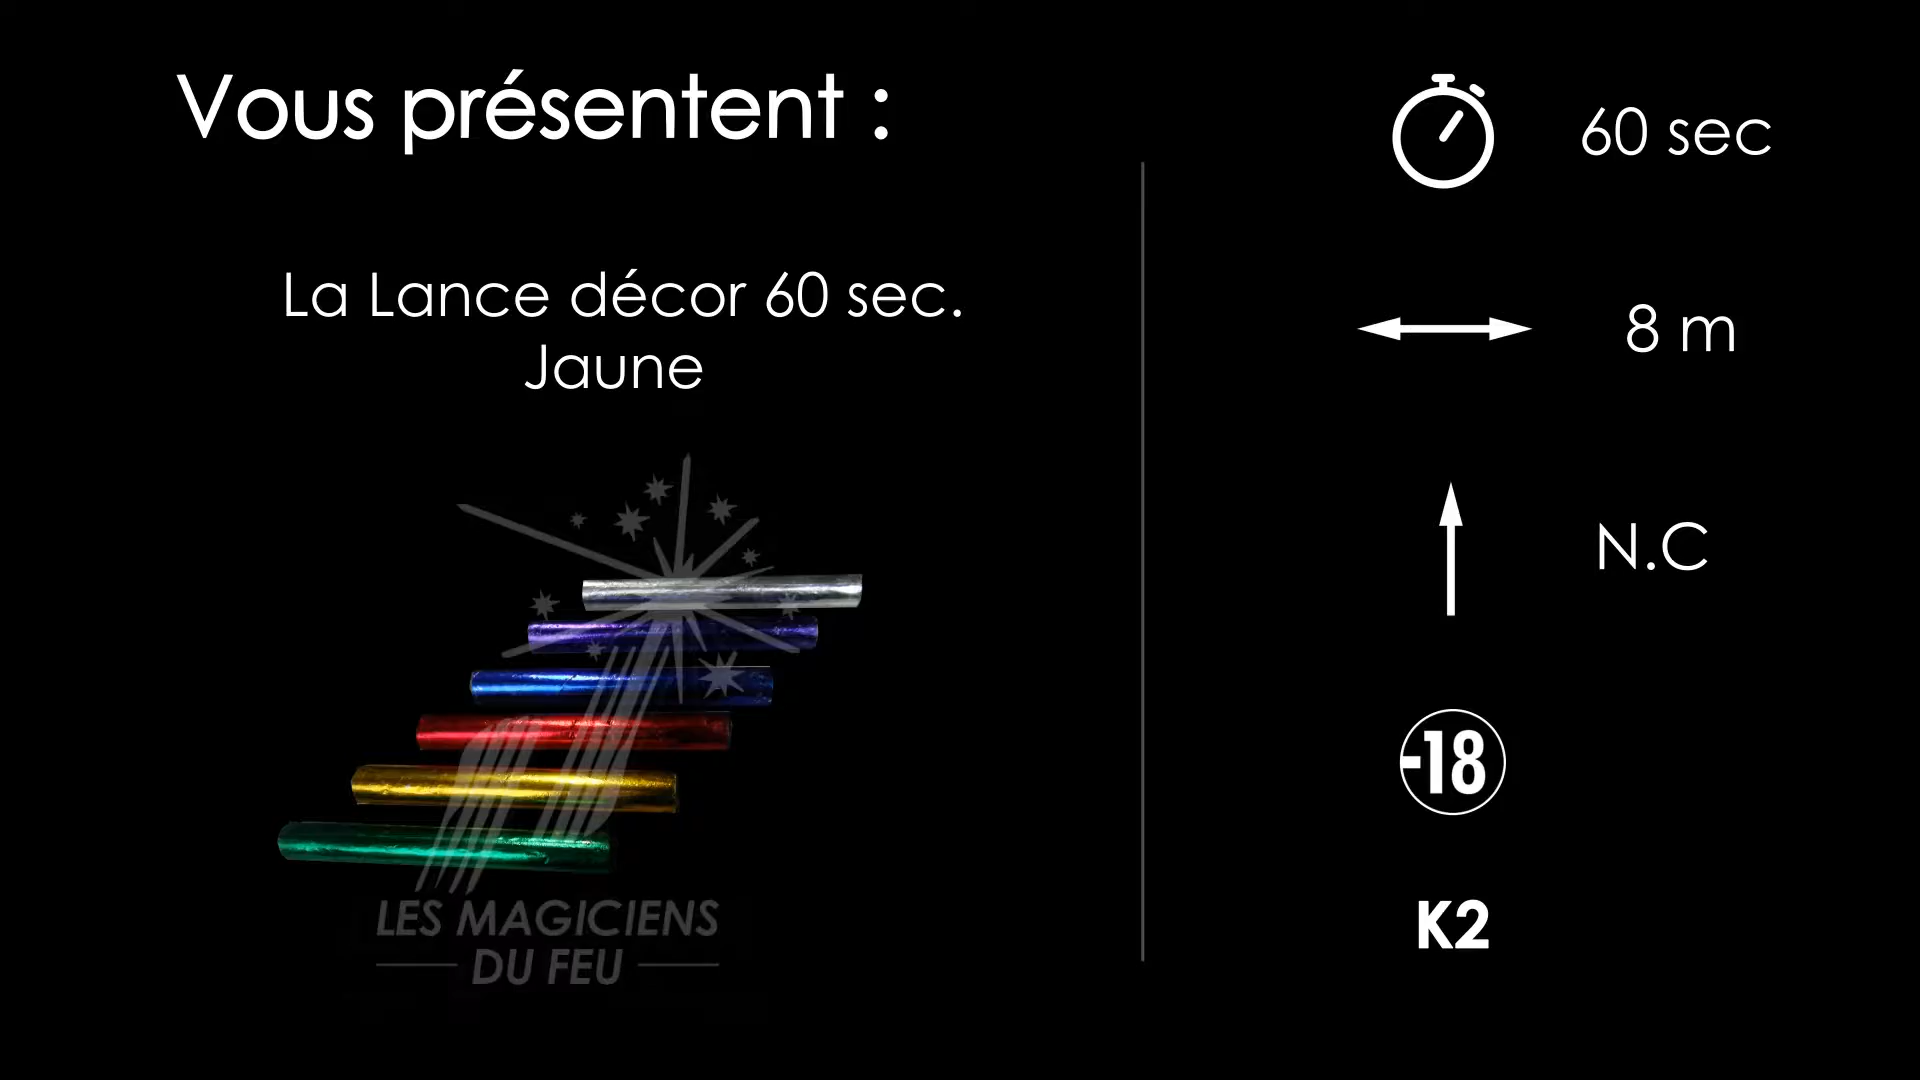 Vous présentent :
La Lance décor 60 sec.
Jaune
LES MAGICIENS
DU FEU
60 sec
8 m
N.C
-18
K2